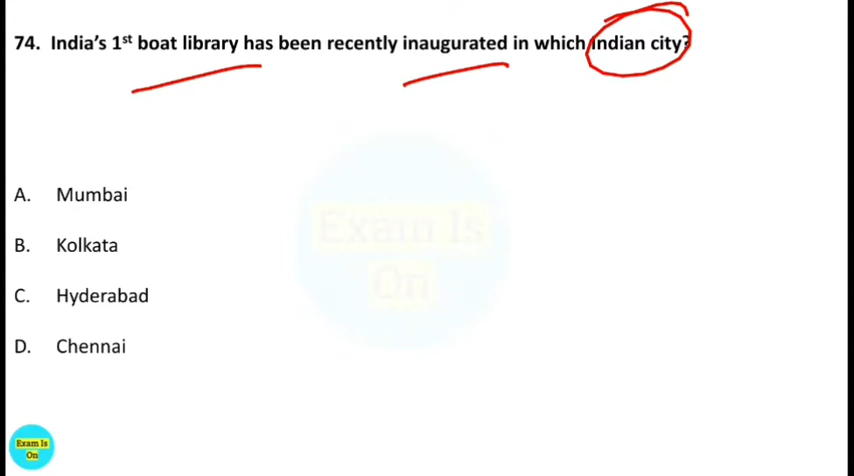 74. India's 1st boat library has been recently inaugurated in which Indian city?
A. Mumbai
Exam Is
B. Kolkata
On
C. Hyderabad
D. Chennai
Exam Is
On